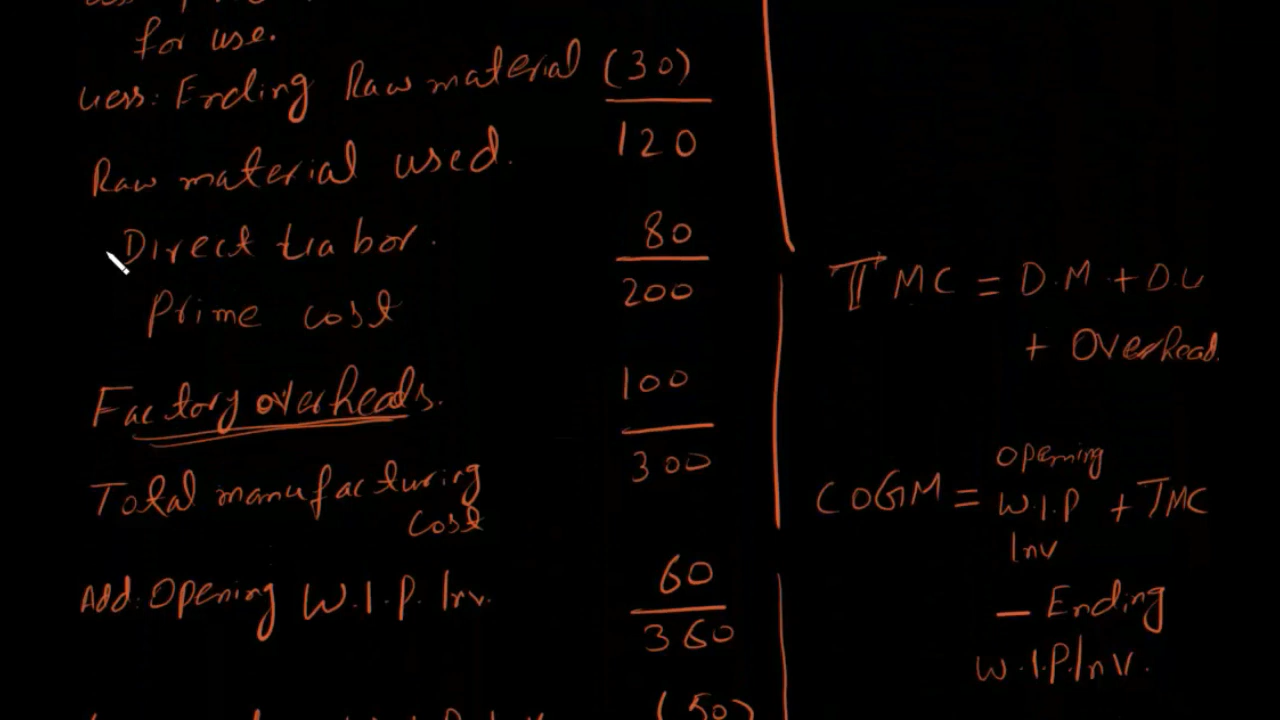 for use.
Less: Ending Raw material (30)
120
Raw material used.
Direct Labor. 80
Prime cost 200
Factory overheads. 100
Total manufacturing 300
cost
Add: Opening W.I.P. Inv. 60
360
(50)
TMC = D.M + D.L
+ Overhead.
COGM = Opening W.I.P Inv + TMC
- Ending
W.I.P Inv.